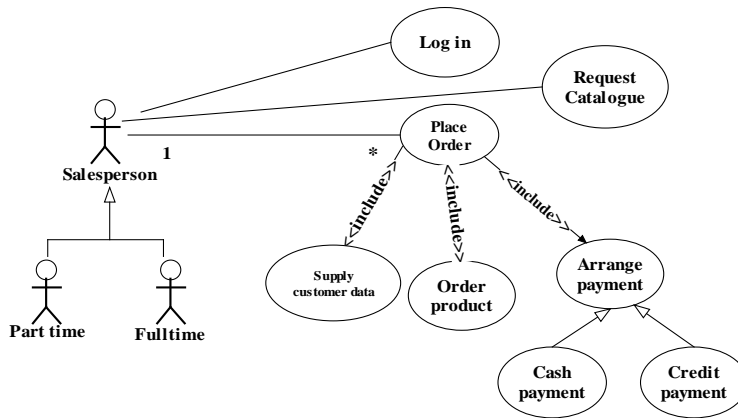 Log in
Request
Catalogue
Place
Order
1
*
Salesperson
<<include>>
<<include>>
<<include>>
Supply
customer data
Order
product
Arrange
payment
Part time
Fulltime
Cash
payment
Credit
payment